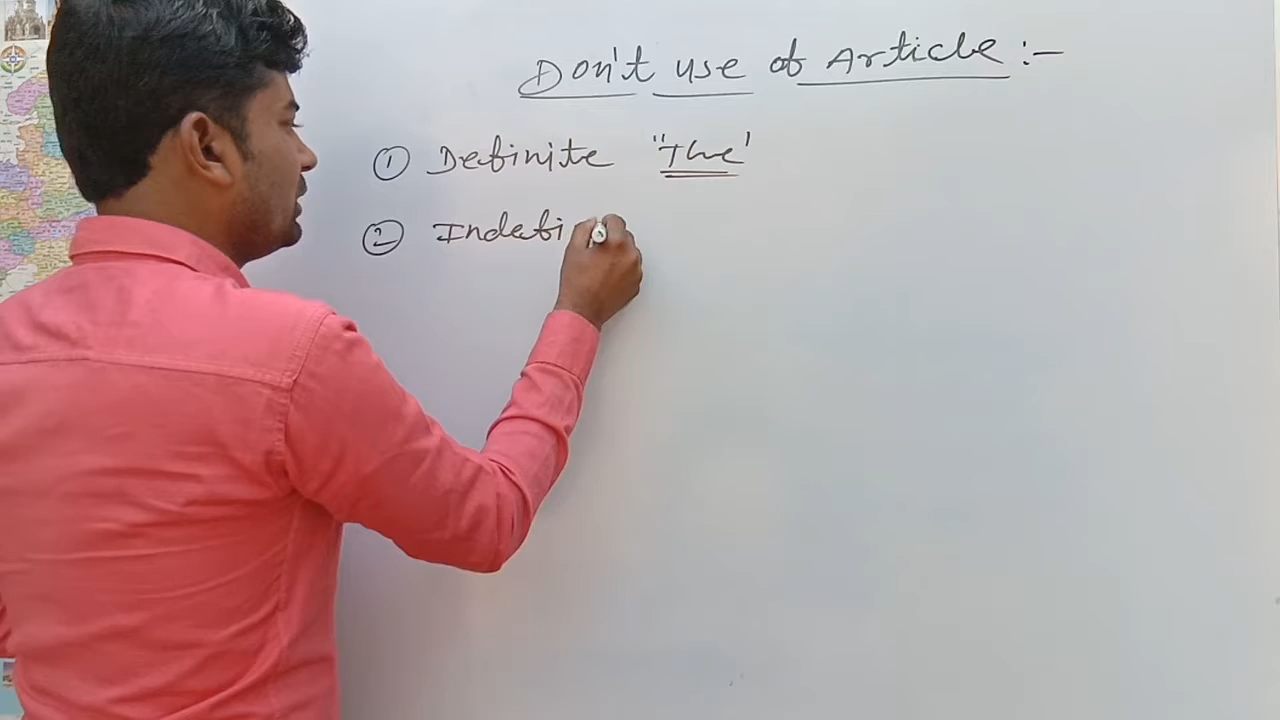 Don't use of Article :-
① Definite "The'
② Indefi